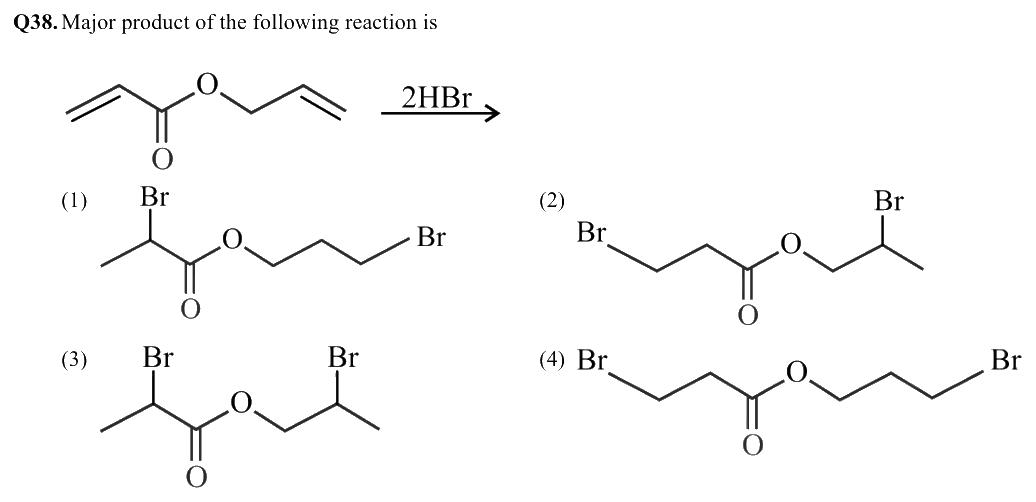 Q38. Major product of the following reaction is
O
2HBr
O
(1)
Br
O
Br
O
(2)
Br
Br
O
O
(3)
Br
Br
O
O
(4)
Br
O
Br
O